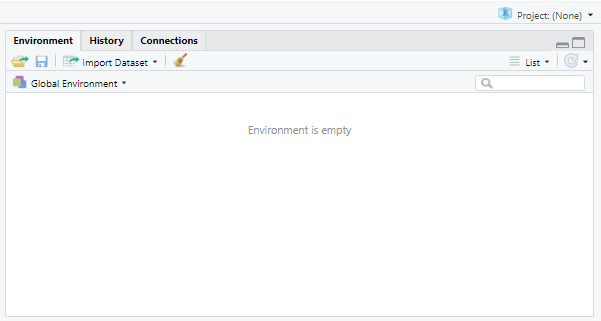 Project: (None)
Environment History Connections
Import Dataset List
Global Environment
Environment is empty